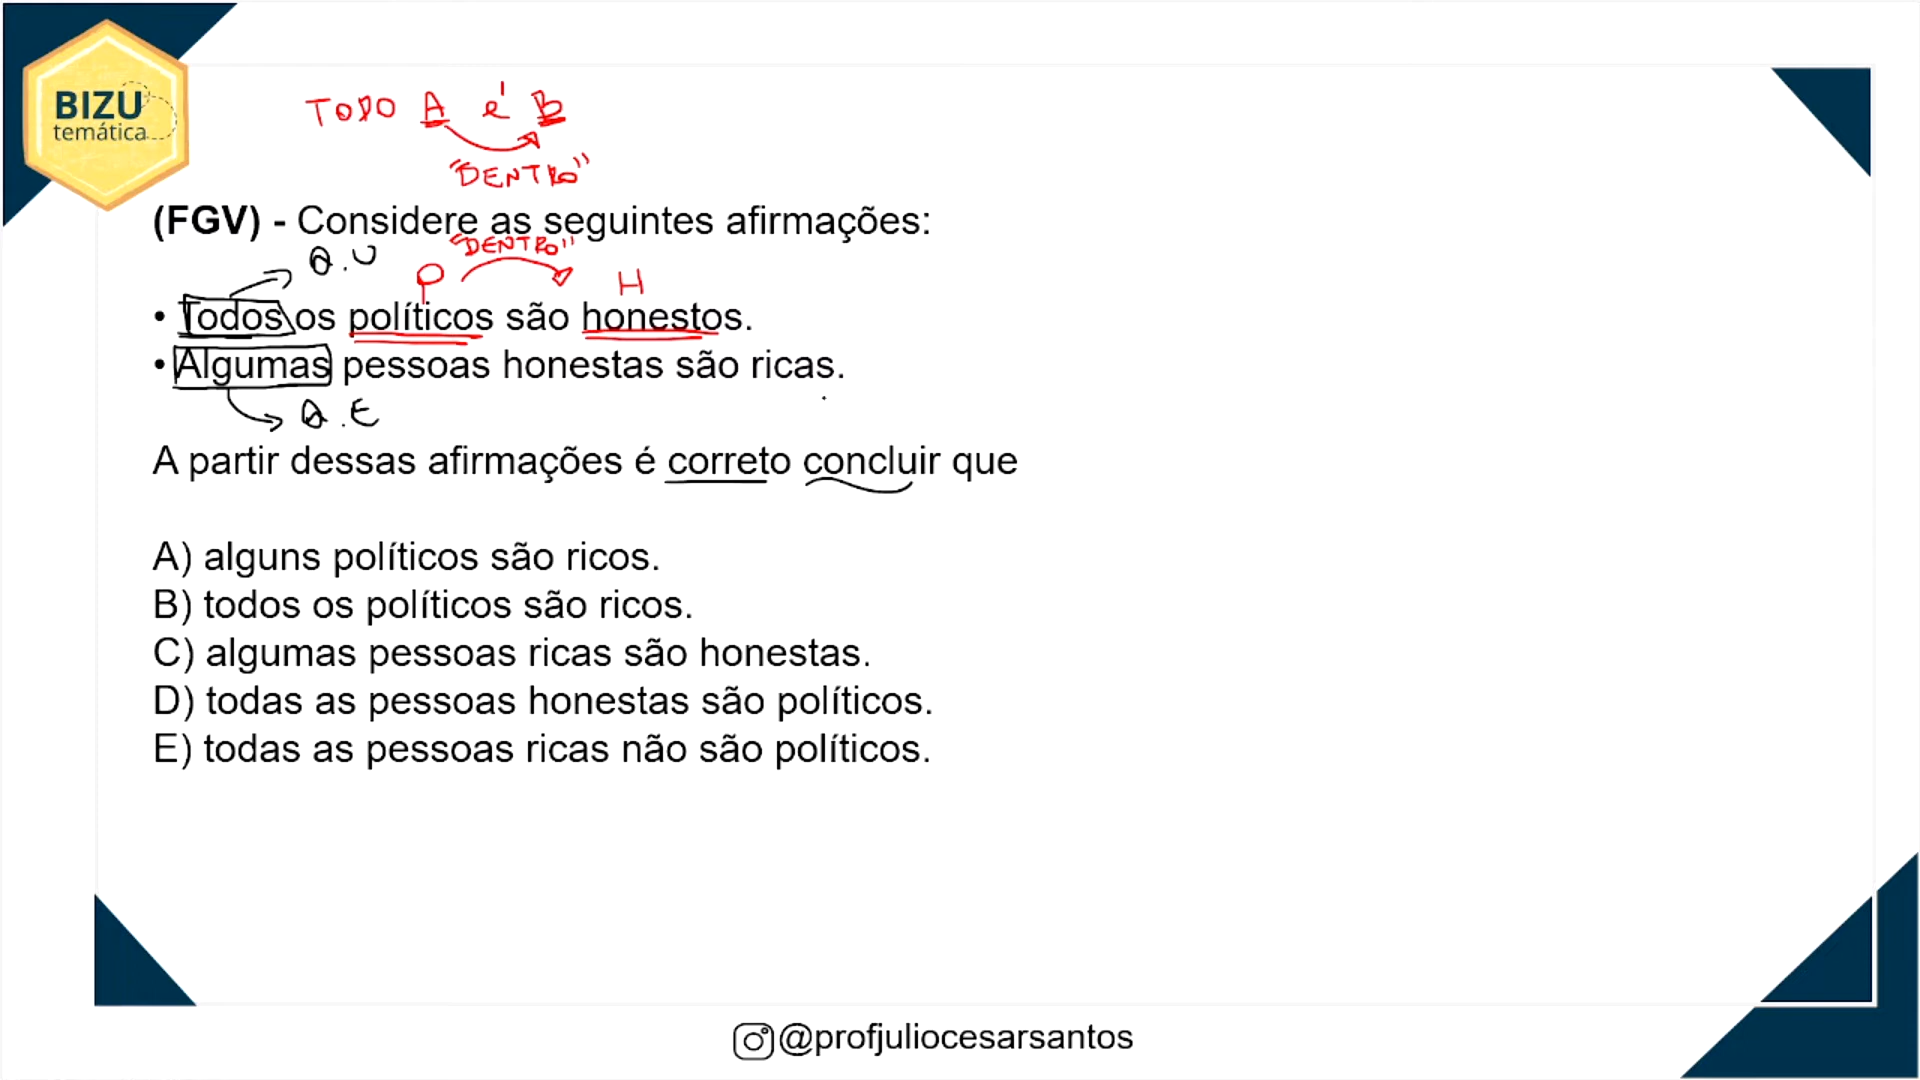 BIZU
temática
TODO A é B
"DENTRO"
(FGV) - Considere as seguintes afirmações:
Q.U
"DENTRO"
P
H
• Todos os políticos são honestos.
• Algumas pessoas honestas são ricas.
Q.E
A partir dessas afirmações é correto concluir que
A) alguns políticos são ricos.
B) todos os políticos são ricos.
C) algumas pessoas ricas são honestas.
D) todas as pessoas honestas são políticos.
E) todas as pessoas ricas não são políticos.
@profjuliocesarsantos